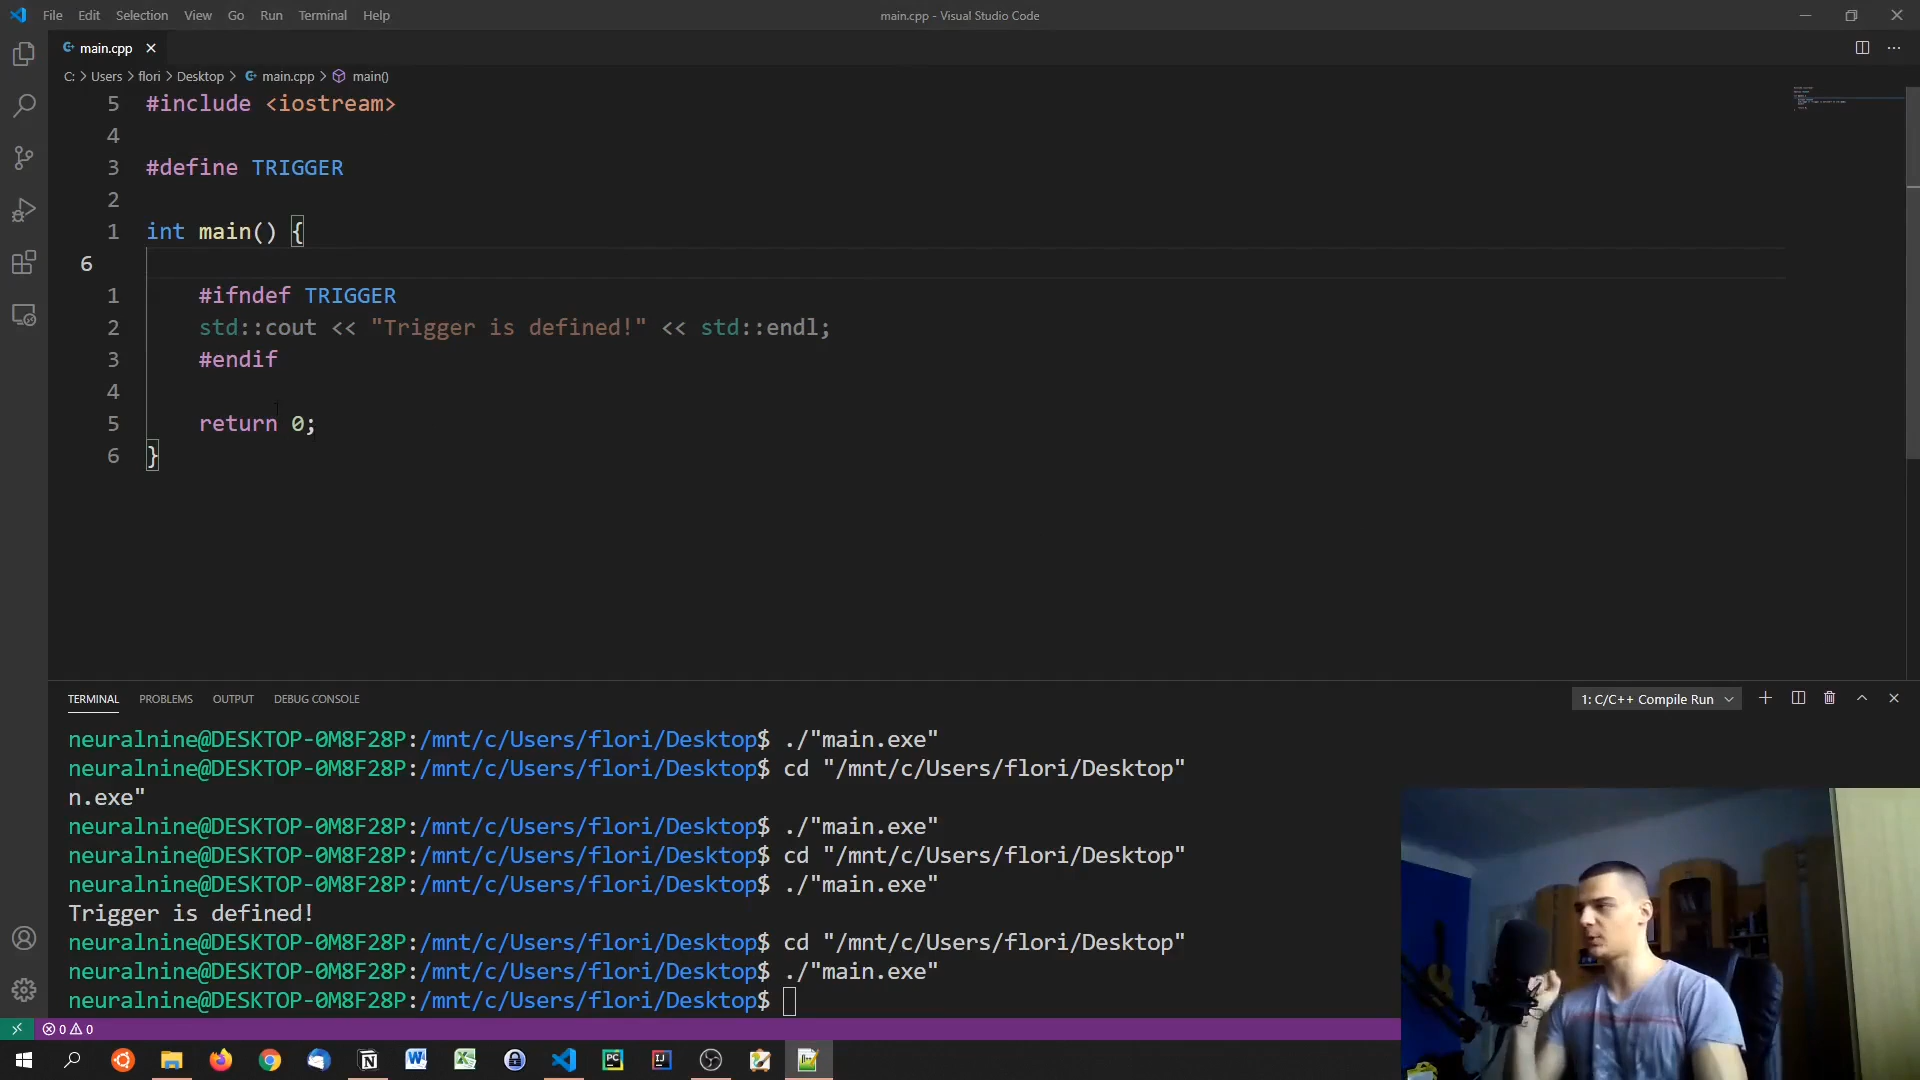 File Edit Selection View Go Run Terminal Help
main.cpp - Visual Studio Code
main.cpp
C: > Users > flori > Desktop > main.cpp > main()
5 #include <iostream>
4
3 #define TRIGGER
2
1 int main() {
6
1 #ifndef TRIGGER
2 std::cout << "Trigger is defined!" << std::endl;
3 #endif
4
5 return 0;
6 }
TERMINAL PROBLEMS OUTPUT DEBUG CONSOLE
1: C/C++ Compile Run
neuralnine@DESKTOP-0M8F28P:/mnt/c/Users/flori/Desktop$ ./"main.exe"
neuralnine@DESKTOP-0M8F28P:/mnt/c/Users/flori/Desktop$ cd "/mnt/c/Users/flori/Desktop"
n.exe"
neuralnine@DESKTOP-0M8F28P:/mnt/c/Users/flori/Desktop$ ./"main.exe"
neuralnine@DESKTOP-0M8F28P:/mnt/c/Users/flori/Desktop$ cd "/mnt/c/Users/flori/Desktop"
neuralnine@DESKTOP-0M8F28P:/mnt/c/Users/flori/Desktop$ ./"main.exe"
Trigger is defined!
neuralnine@DESKTOP-0M8F28P:/mnt/c/Users/flori/Desktop$ cd "/mnt/c/Users/flori/Desktop"
neuralnine@DESKTOP-0M8F28P:/mnt/c/Users/flori/Desktop$ ./"main.exe"
neuralnine@DESKTOP-0M8F28P:/mnt/c/Users/flori/Desktop$
0 0